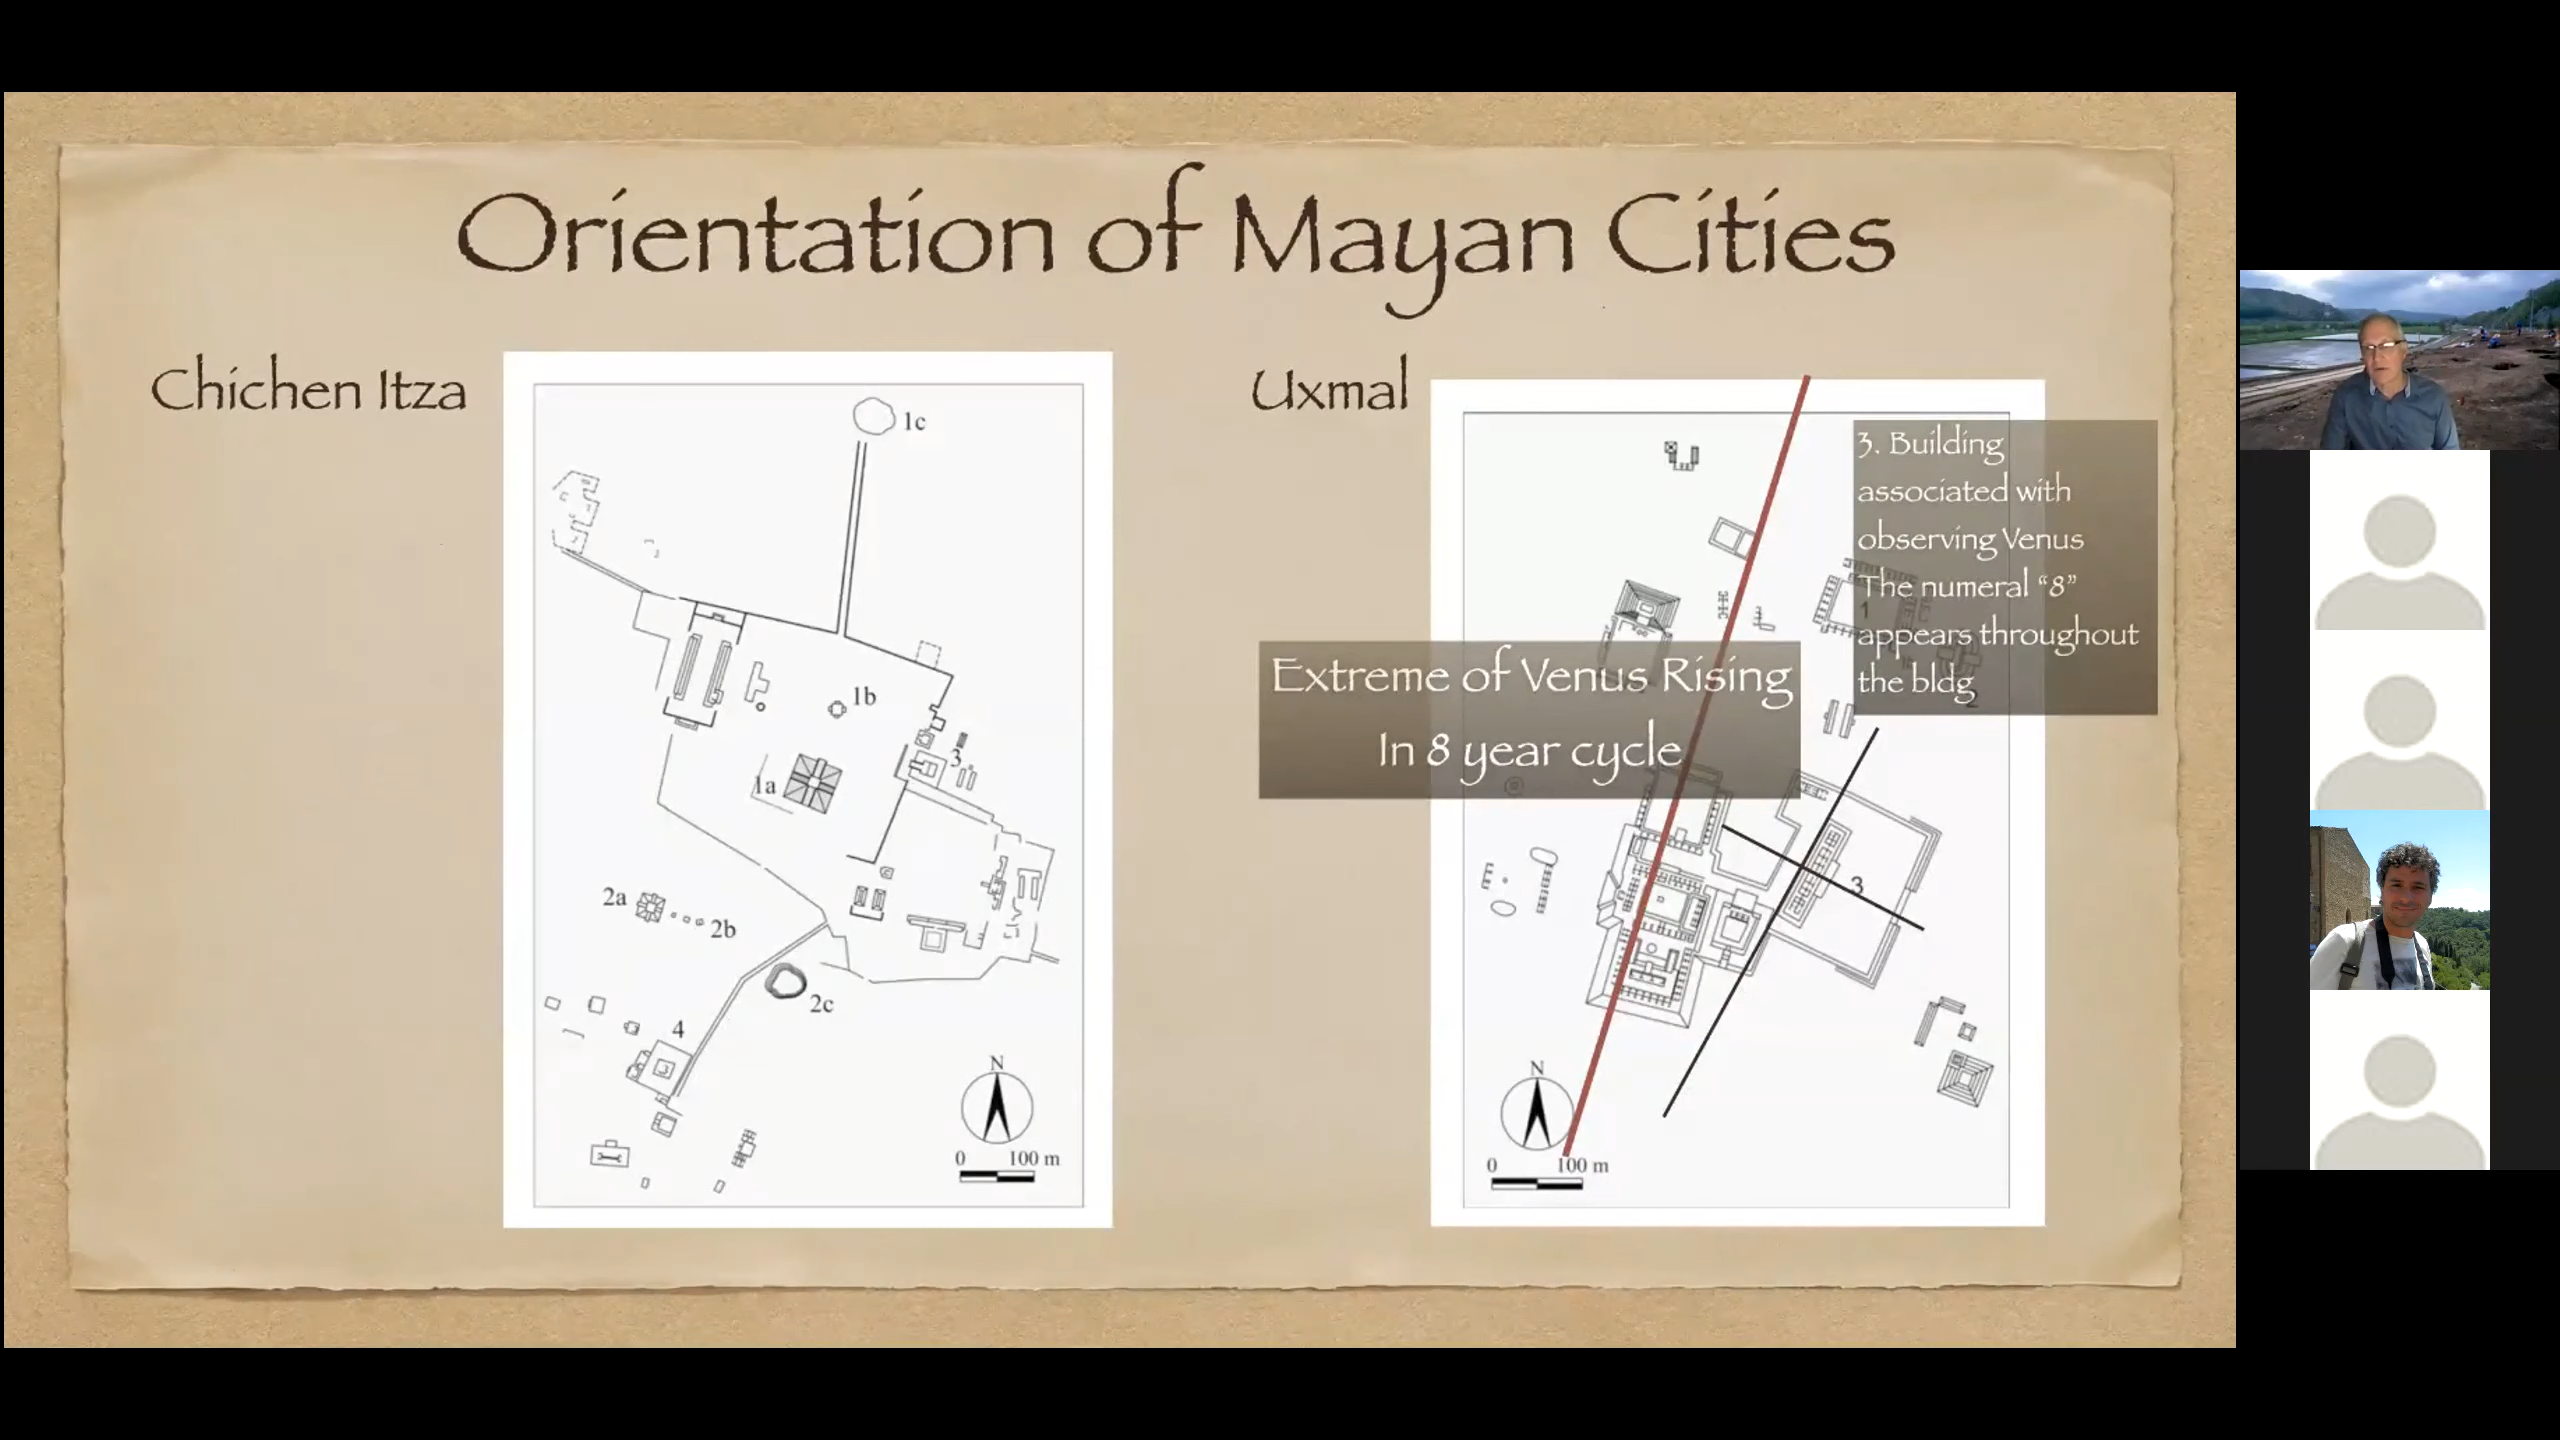 Orientation of Mayan Cities
Chichen Itza
1c
1b
3
1a
2a
2b
2c
4
N
0 100 m
Uxmal
3. Building
associated with
observing Venus
The numeral “8”
1
appears throughout
the bldg
2
Extreme of Venus Rising
In 8 year cycle
3
N
0 100 m